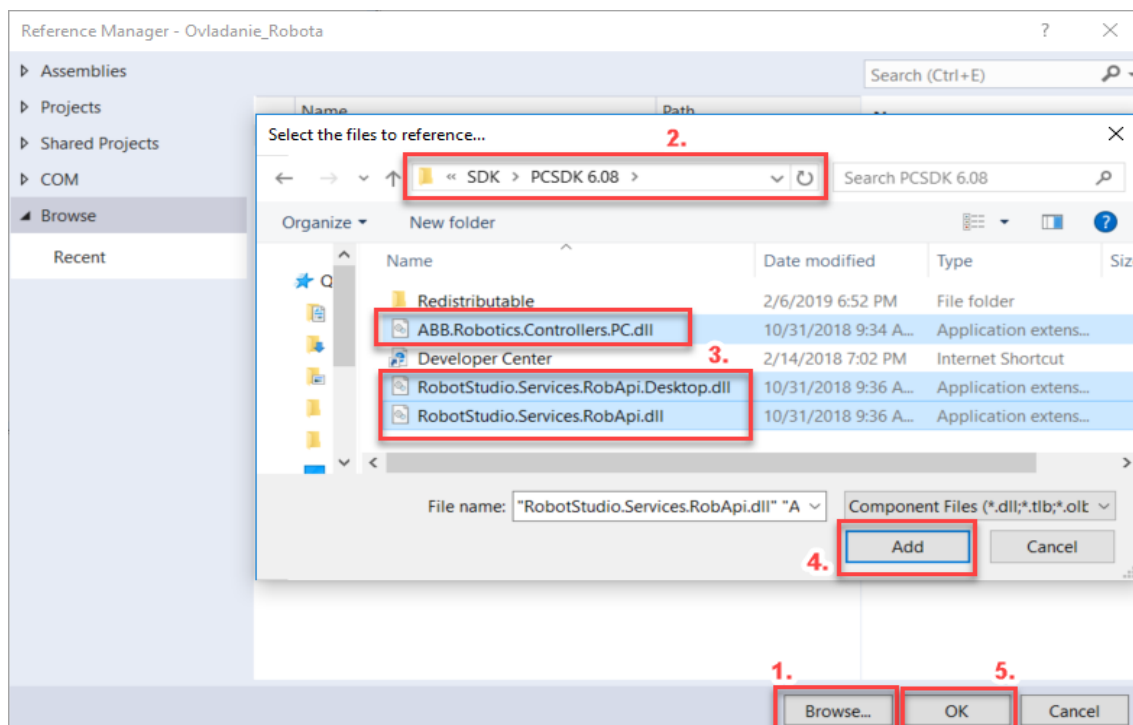 Reference Manager - Ovladanie_Robota ?
Assemblies
Search (Ctrl+E)
Projects
Name Path
Shared Projects
COM
Browse
Recent
Select the files to reference...
2.
« SDK > PCSDK 6.08 >
Search PCSDK 6.08
Organize
New folder
?
Name Date modified Type Siz
Q
Redistributable 2/6/2019 6:52 PM File folder
ABB.Robotics.Controllers.PC.dll 10/31/2018 9:34 A... Application extens...
3.
Developer Center 2/14/2018 7:02 PM Internet Shortcut
RobotStudio.Services.RobApi.Desktop.dll 10/31/2018 9:36 A... Application extens...
RobotStudio.Services.RobApi.dll 10/31/2018 9:36 A... Application extens...
File name: "RobotStudio.Services.RobApi.dll" "A Component Files (*.dll;*.tlb;*.olb
4.
Add Cancel
1. 5.
Browse... OK Cancel